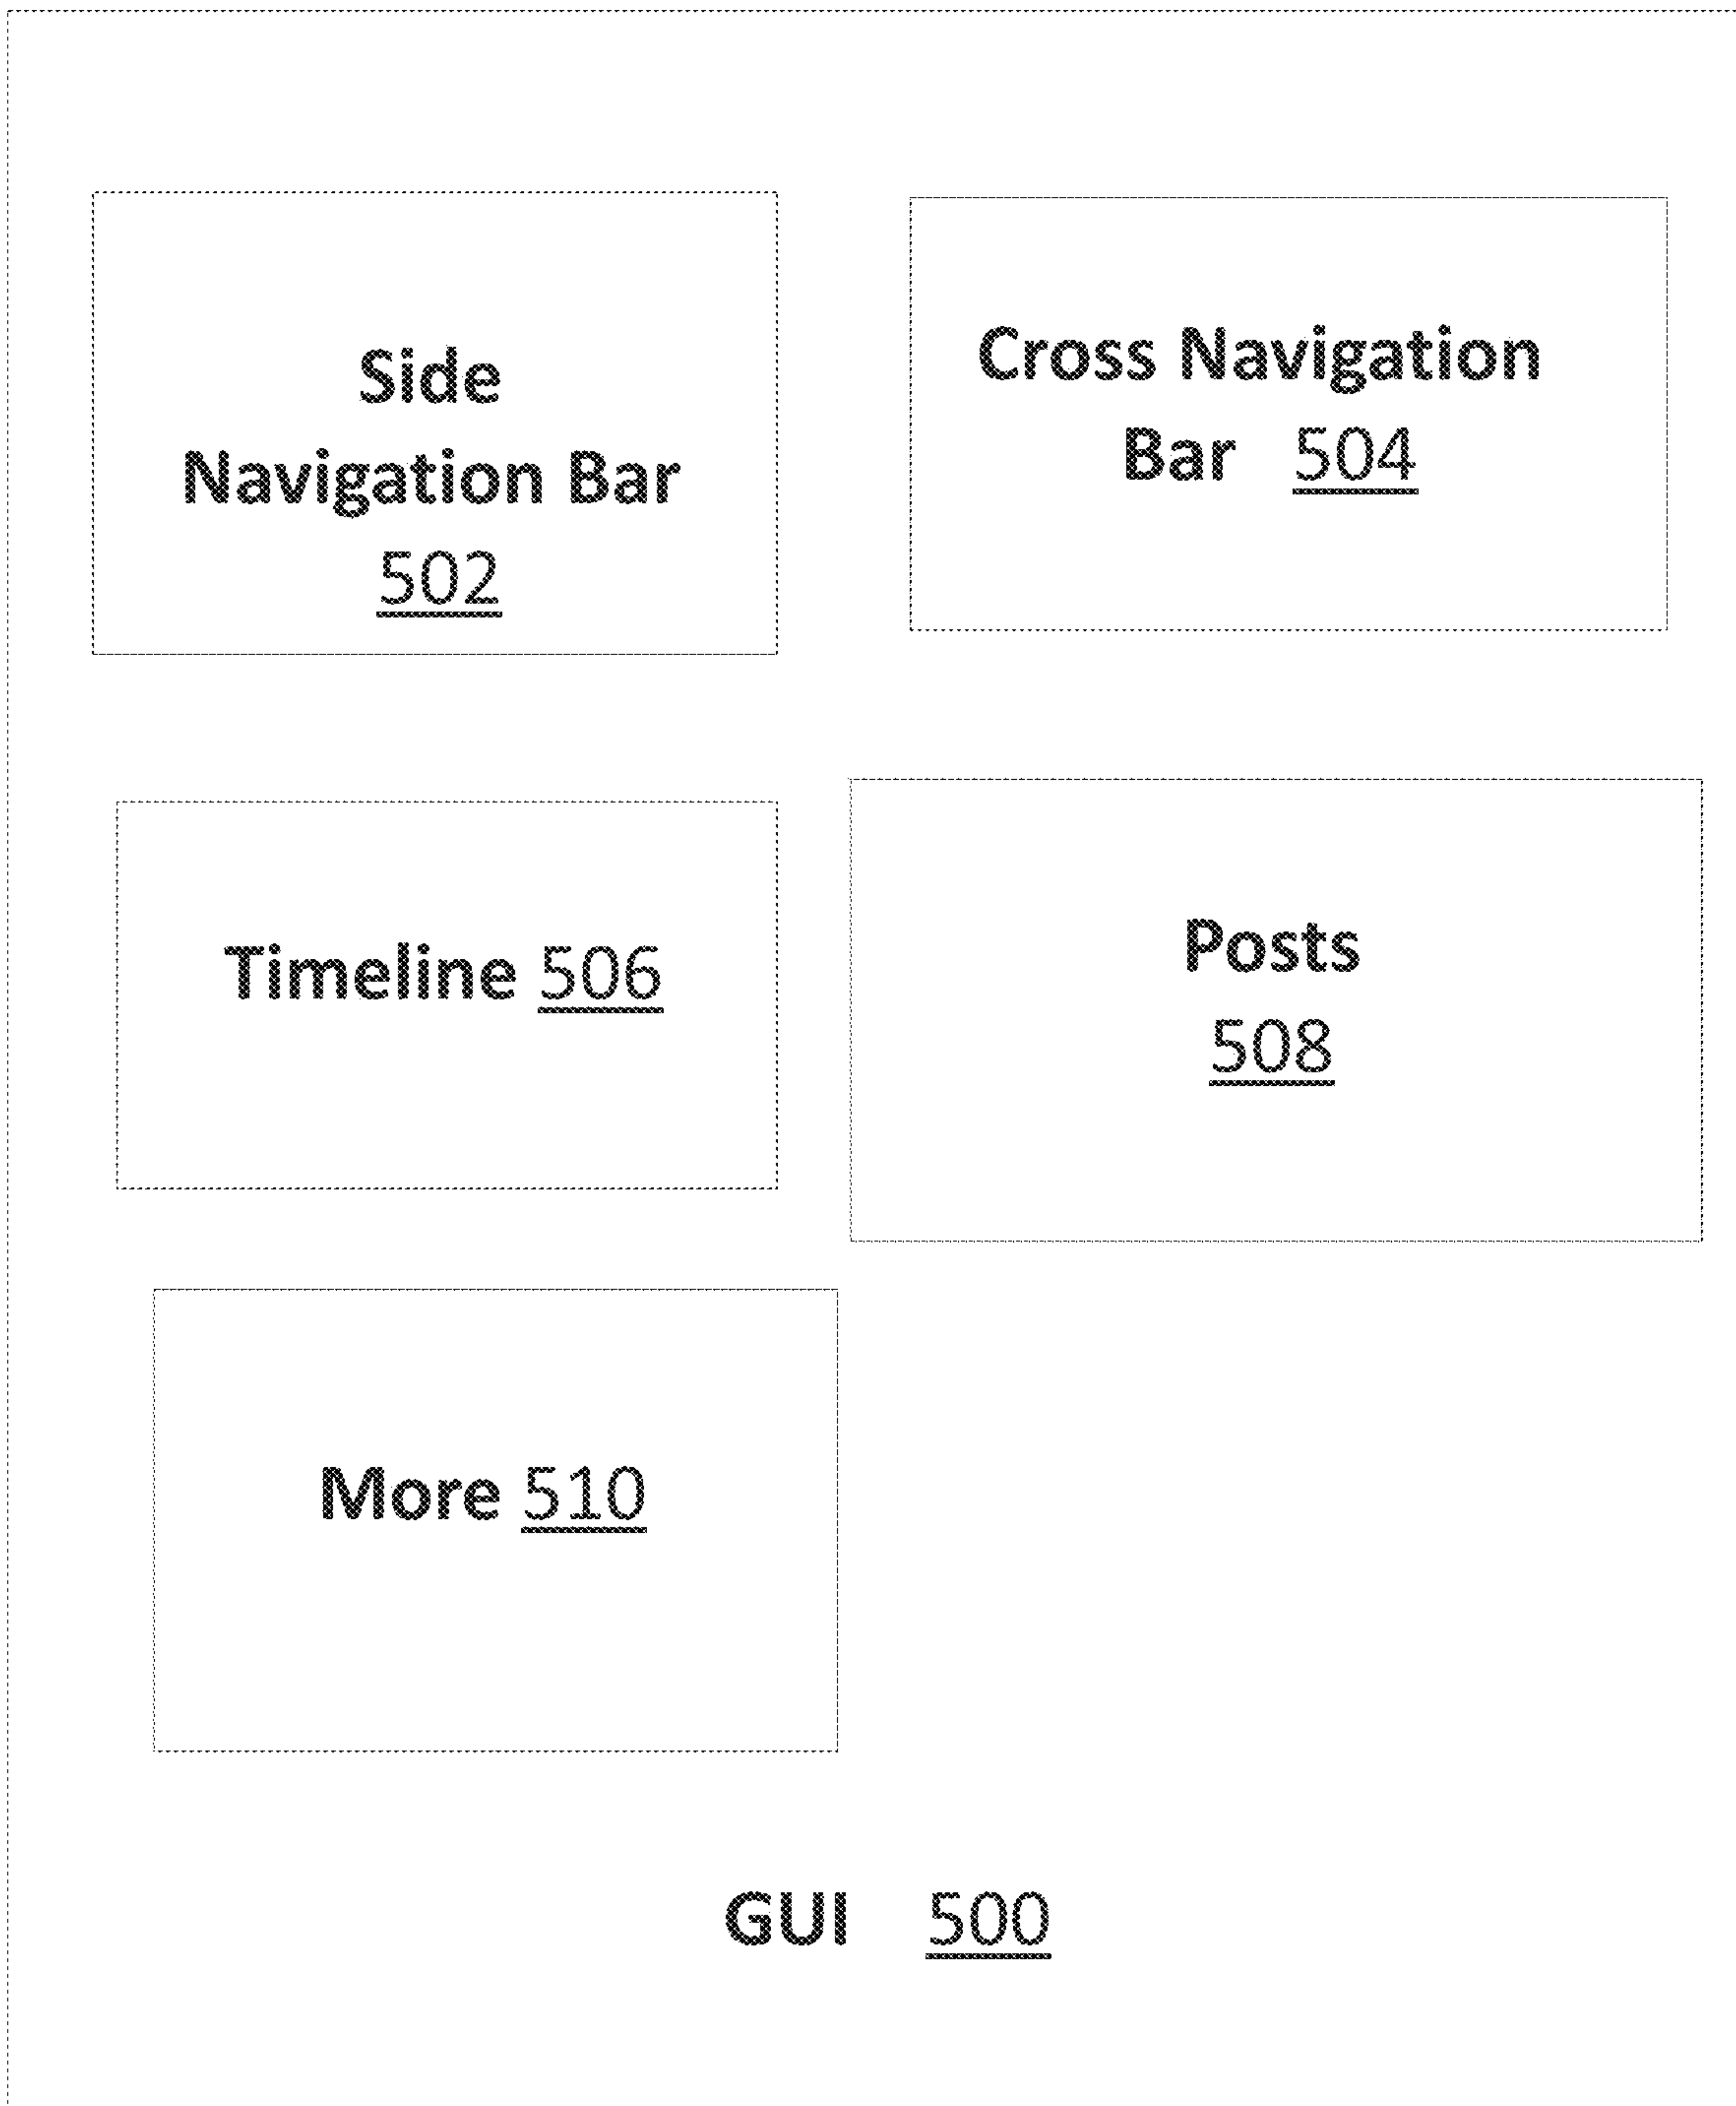 Side
Navigation Bar
502
Cross Navigation
Bar 504
Timeline 506
Posts
508
More 510
GUI 500